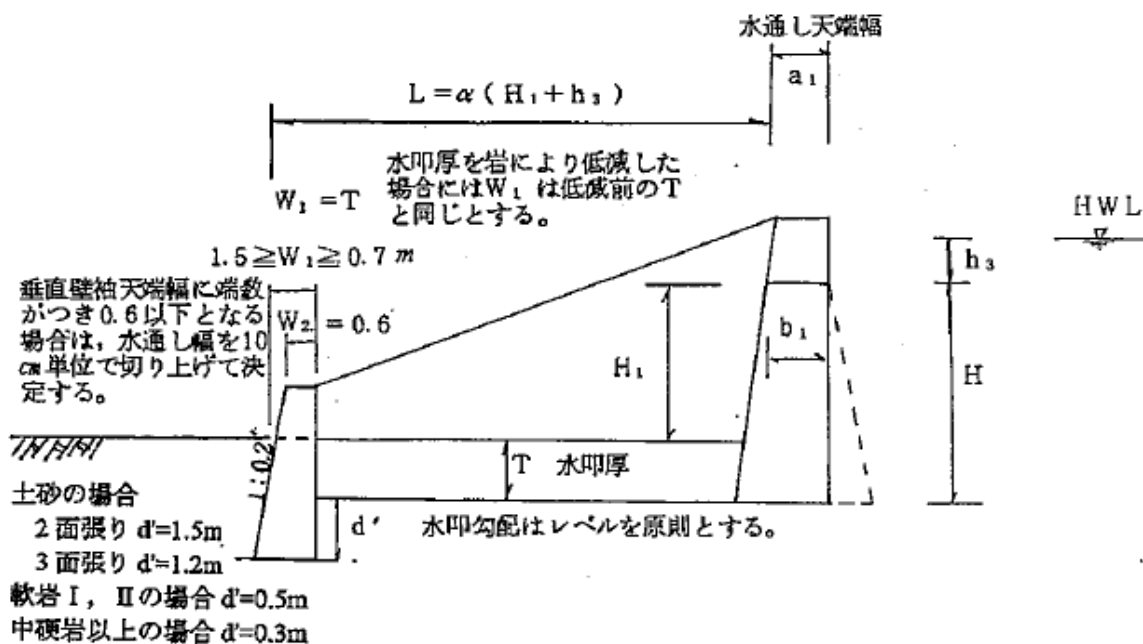 水通し天端幅
a₁
L=α(H₁+h₃)
水叩厚を岩により低減した
場合にはW₁は低減前のT
と同じとする。
W₁=T
HWL
1.5≧W₁≧0.7m
h₃
垂直壁袖天端幅に端数
がつき0.6以下となる
場合は,水通し幅を10
cm単位で切り上げて決
定する。
W₂=0.6
b₁
H₁
H
1:0.2
T 水叩厚
土砂の場合
2面張り d'=1.5m
d' 水叩勾配はレベルを原則とする。
3面張り d'=1.2m
軟岩Ⅰ,Ⅱの場合 d'=0.5m
中硬岩以上の場合 d'=0.3m